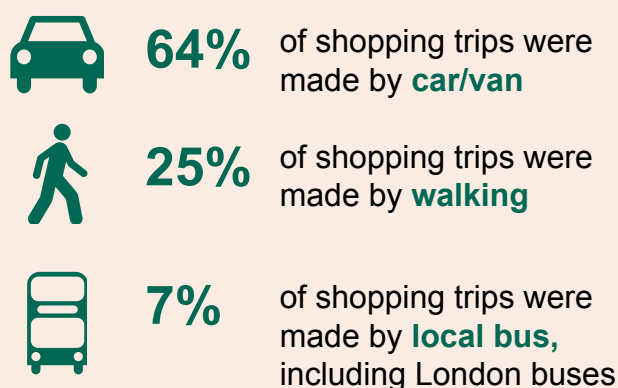 64% of shopping trips were
made by car/van
25% of shopping trips were
made by walking
7% of shopping trips were
made by local bus,
including London buses